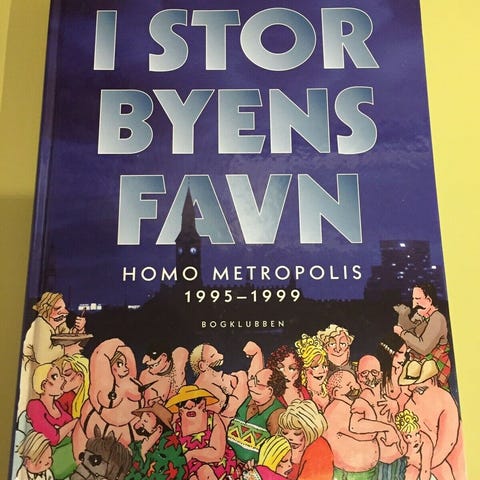 I STOR
BYENS
FAVN
HOMO METROPOLIS
1995–1999
BOGKLUBBEN